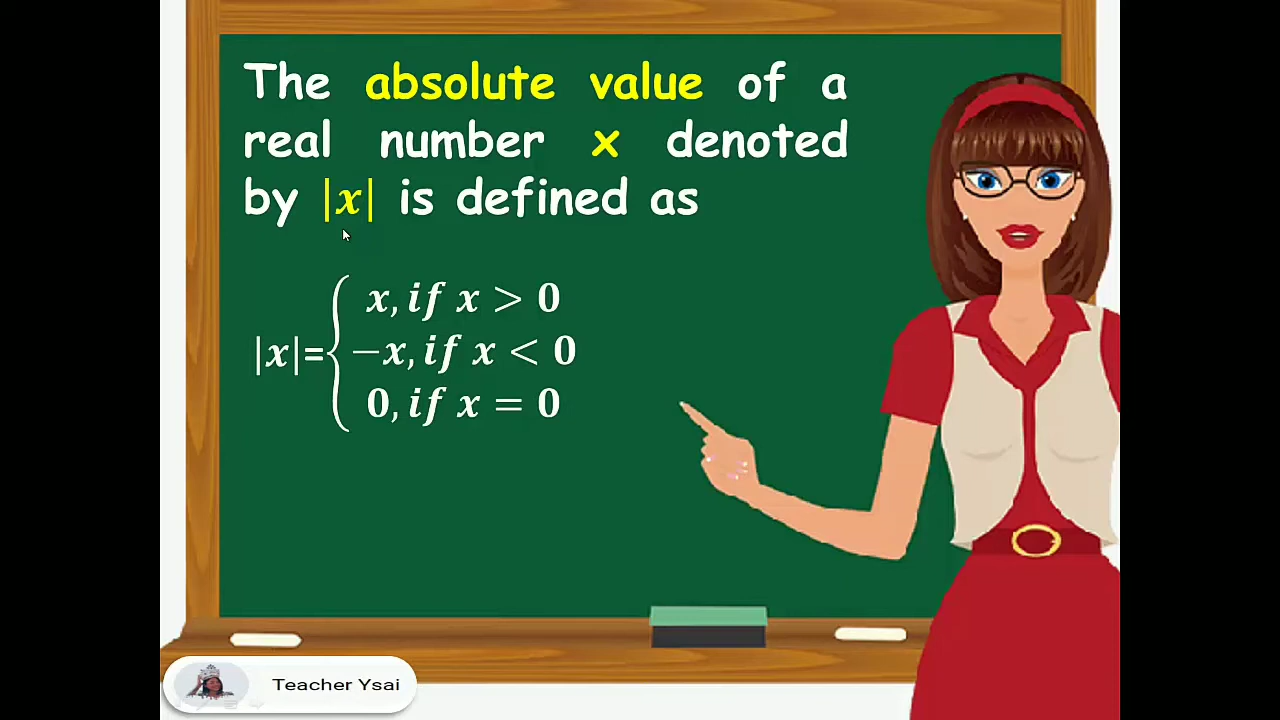 The absolute value of a
real number x denoted
by |x| is defined as
x, if x > 0
|x|= { −x, if x < 0
0, if x = 0
Teacher Ysai